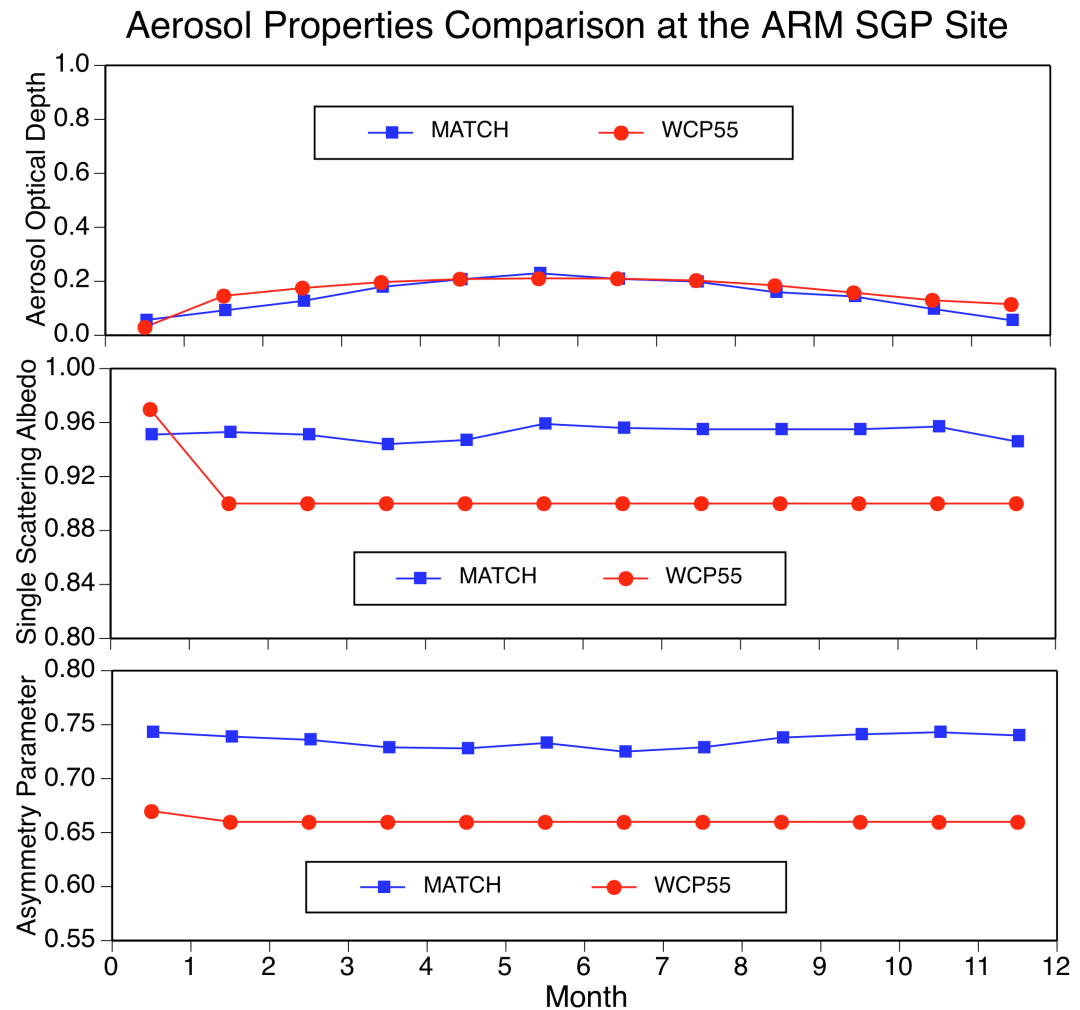 Aerosol Properties Comparison at the ARM SGP Site
Aerosol Optical Depth
1.0
0.8
0.6
0.4
0.2
0.0
MATCH WCP55
Single Scattering Albedo
1.00
0.96
0.92
0.88
0.84
0.80
MATCH WCP55
Asymmetry Parameter
0.80
0.75
0.70
0.65
0.60
0.55
MATCH WCP55
0 1 2 3 4 5 6 7 8 9 10 11 12
Month